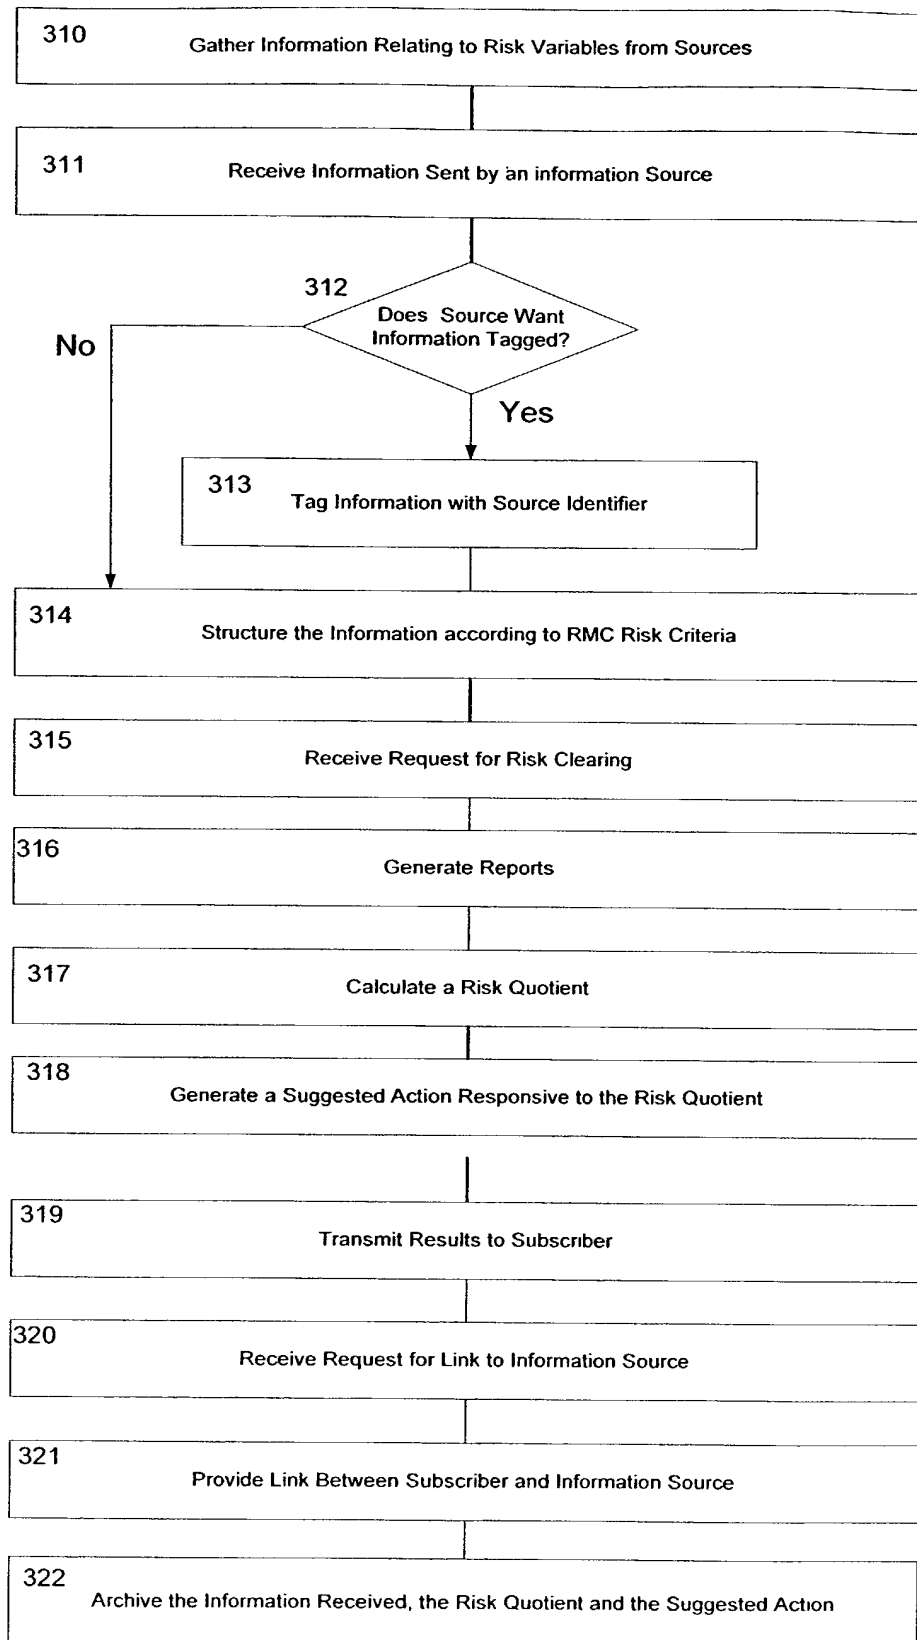 310
Gather Information Relating to Risk Variables from Sources
311
Receive Information Sent by an information Source
312
Does Source Want
Information Tagged?
No
Yes
313
Tag Information with Source Identifier
314
Structure the Information according to RMC Risk Criteria
315
Receive Request for Risk Clearing
316
Generate Reports
317
Calculate a Risk Quotient
318
Generate a Suggested Action Responsive to the Risk Quotient
319
Transmit Results to Subscriber
320
Receive Request for Link to Information Source
321
Provide Link Between Subscriber and Information Source
322
Archive the Information Received, the Risk Quotient and the Suggested Action